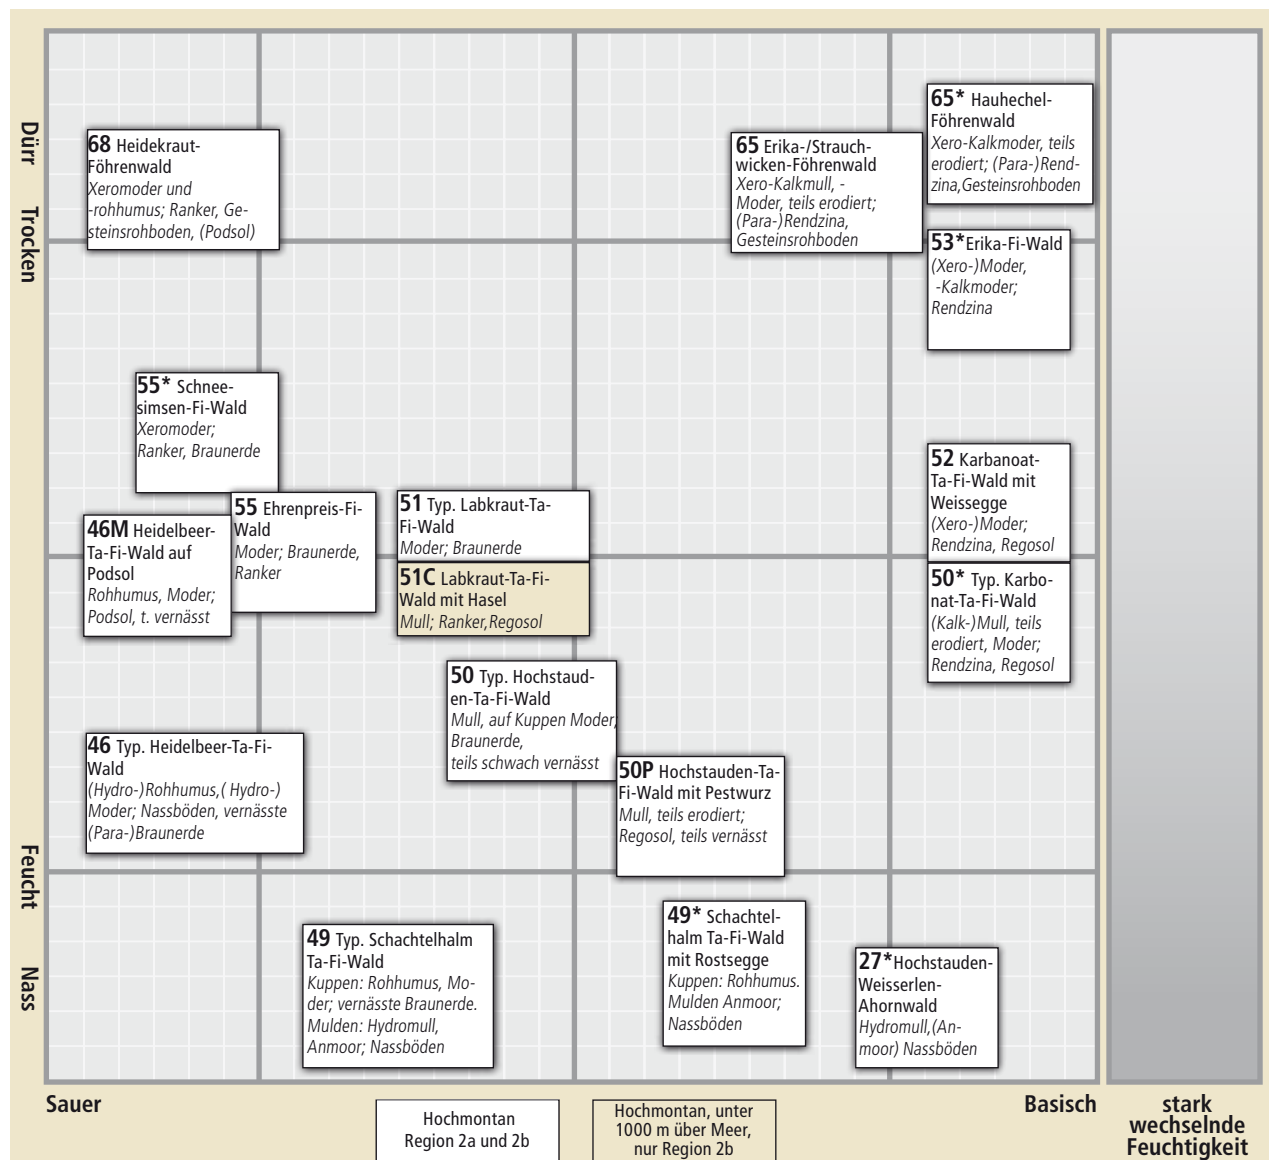 Dürr
Trocken
Feucht
Nass
68 Heidekraut-
Föhrenwald
Xeromoder und
-rohhumus; Ranker, Ge-
steinsrohboden, (Podsol)
65 Erika-/Strauch-
wicken-Föhrenwald
Xero-Kalkmull, -
Moder, teils erodiert;
(Para-)Rendzina,
Gesteinsrohboden
65* Hauhechel-
Föhrenwald
Xero-Kalkmoder, teils
erodiert; (Para-)Rend-
zina,Gesteinsrohboden
53*Erika-Fi-Wald
(Xero-)Moder,
-Kalkmoder;
Rendzina
55* Schnee-
simsen-Fi-Wald
Xeromoder;
Ranker, Braunerde
52 Karbanoat-
Ta-Fi-Wald mit
Weissegge
(Xero-)Moder;
Rendzina, Regosol
46M Heidelbeer-
Ta-Fi-Wald auf
Podsol
Rohhumus, Moder;
Podsol, t. vernässt
55 Ehrenpreis-Fi-
Wald
Moder; Braunerde,
Ranker
51 Typ. Labkraut-Ta-
Fi-Wald
Moder; Braunerde
51C Labkraut-Ta-Fi-
Wald mit Hasel
Mull; Ranker,Regosol
50* Typ. Karbo-
nat-Ta-Fi-Wald
(Kalk-)Mull, teils
erodiert, Moder;
Rendzina, Regosol
50 Typ. Hochstaud-
en-Ta-Fi-Wald
Mull, auf Kuppen Moder;
Braunerde,
teils schwach vernässt
46 Typ. Heidelbeer-Ta-Fi-
Wald
(Hydro-)Rohhumus,( Hydro-)
Moder; Nassböden, vernässte
(Para-)Braunerde
50P Hochstauden-Ta-
Fi-Wald mit Pestwurz
Mull, teils erodiert;
Regosol, teils vernässt
49 Typ. Schachtelhalm
Ta-Fi-Wald
Kuppen: Rohhumus, Mo-
der; vernässte Braunerde.
Mulden: Hydromull,
Anmoor; Nassböden
49* Schachtel-
halm Ta-Fi-Wald
mit Rostsegge
Kuppen: Rohhumus.
Mulden Anmoor;
Nassböden
27*Hochstauden-
Weisserlen-
Ahornwald
Hydromull,(An-
moor) Nassböden
Sauer
Basisch
stark
wechselnde
Feuchtigkeit
Hochmontan
Region 2a und 2b
Hochmontan, unter
1000 m über Meer,
nur Region 2b